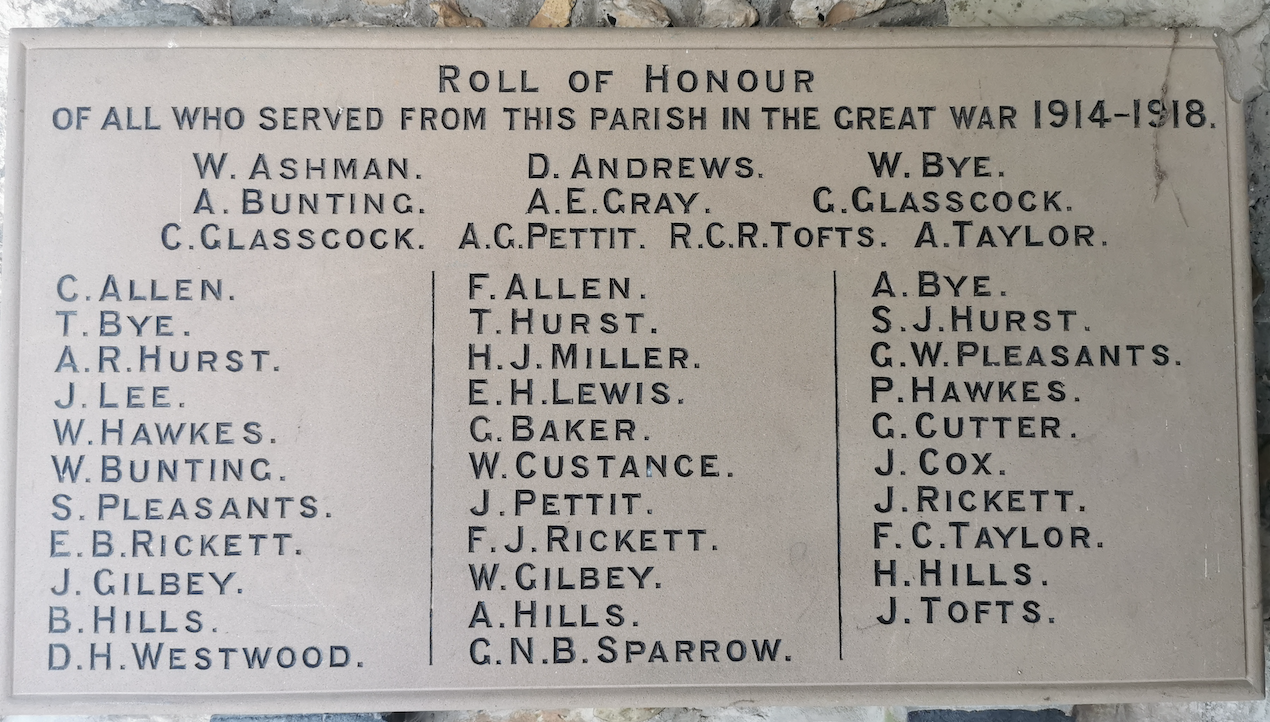 ROLL OF HONOUR
OF ALL WHO SERVED FROM THIS PARISH IN THE GREAT WAR 1914-1918.
W. ASHMAN. D. ANDREWS. W. BYE.
A. BUNTING. A.E. GRAY. G. GLASSCOCK.
C. GLASSCOCK. A.G. PETTIT. R.C.R. TOFTS. A. TAYLOR.
C. ALLEN.
T. BYE.
A.R. HURST.
J. LEE.
W. HAWKES.
W. BUNTING.
S. PLEASANTS.
E.B. RICKETT.
J. GILBEY.
B. HILLS.
D.H. WESTWOOD.
F. ALLEN.
T. HURST.
H.J. MILLER.
E.H. LEWIS.
G. BAKER.
W. CUSTANCE.
J. PETTIT.
F.J. RICKETT.
W. GILBEY.
A. HILLS.
G.N.B. SPARROW.
A. BYE.
S.J. HURST.
G.W. PLEASANTS.
P. HAWKES.
G. CUTTER.
J. COX.
J. RICKETT.
F.C. TAYLOR.
H. HILLS.
J. TOFTS.